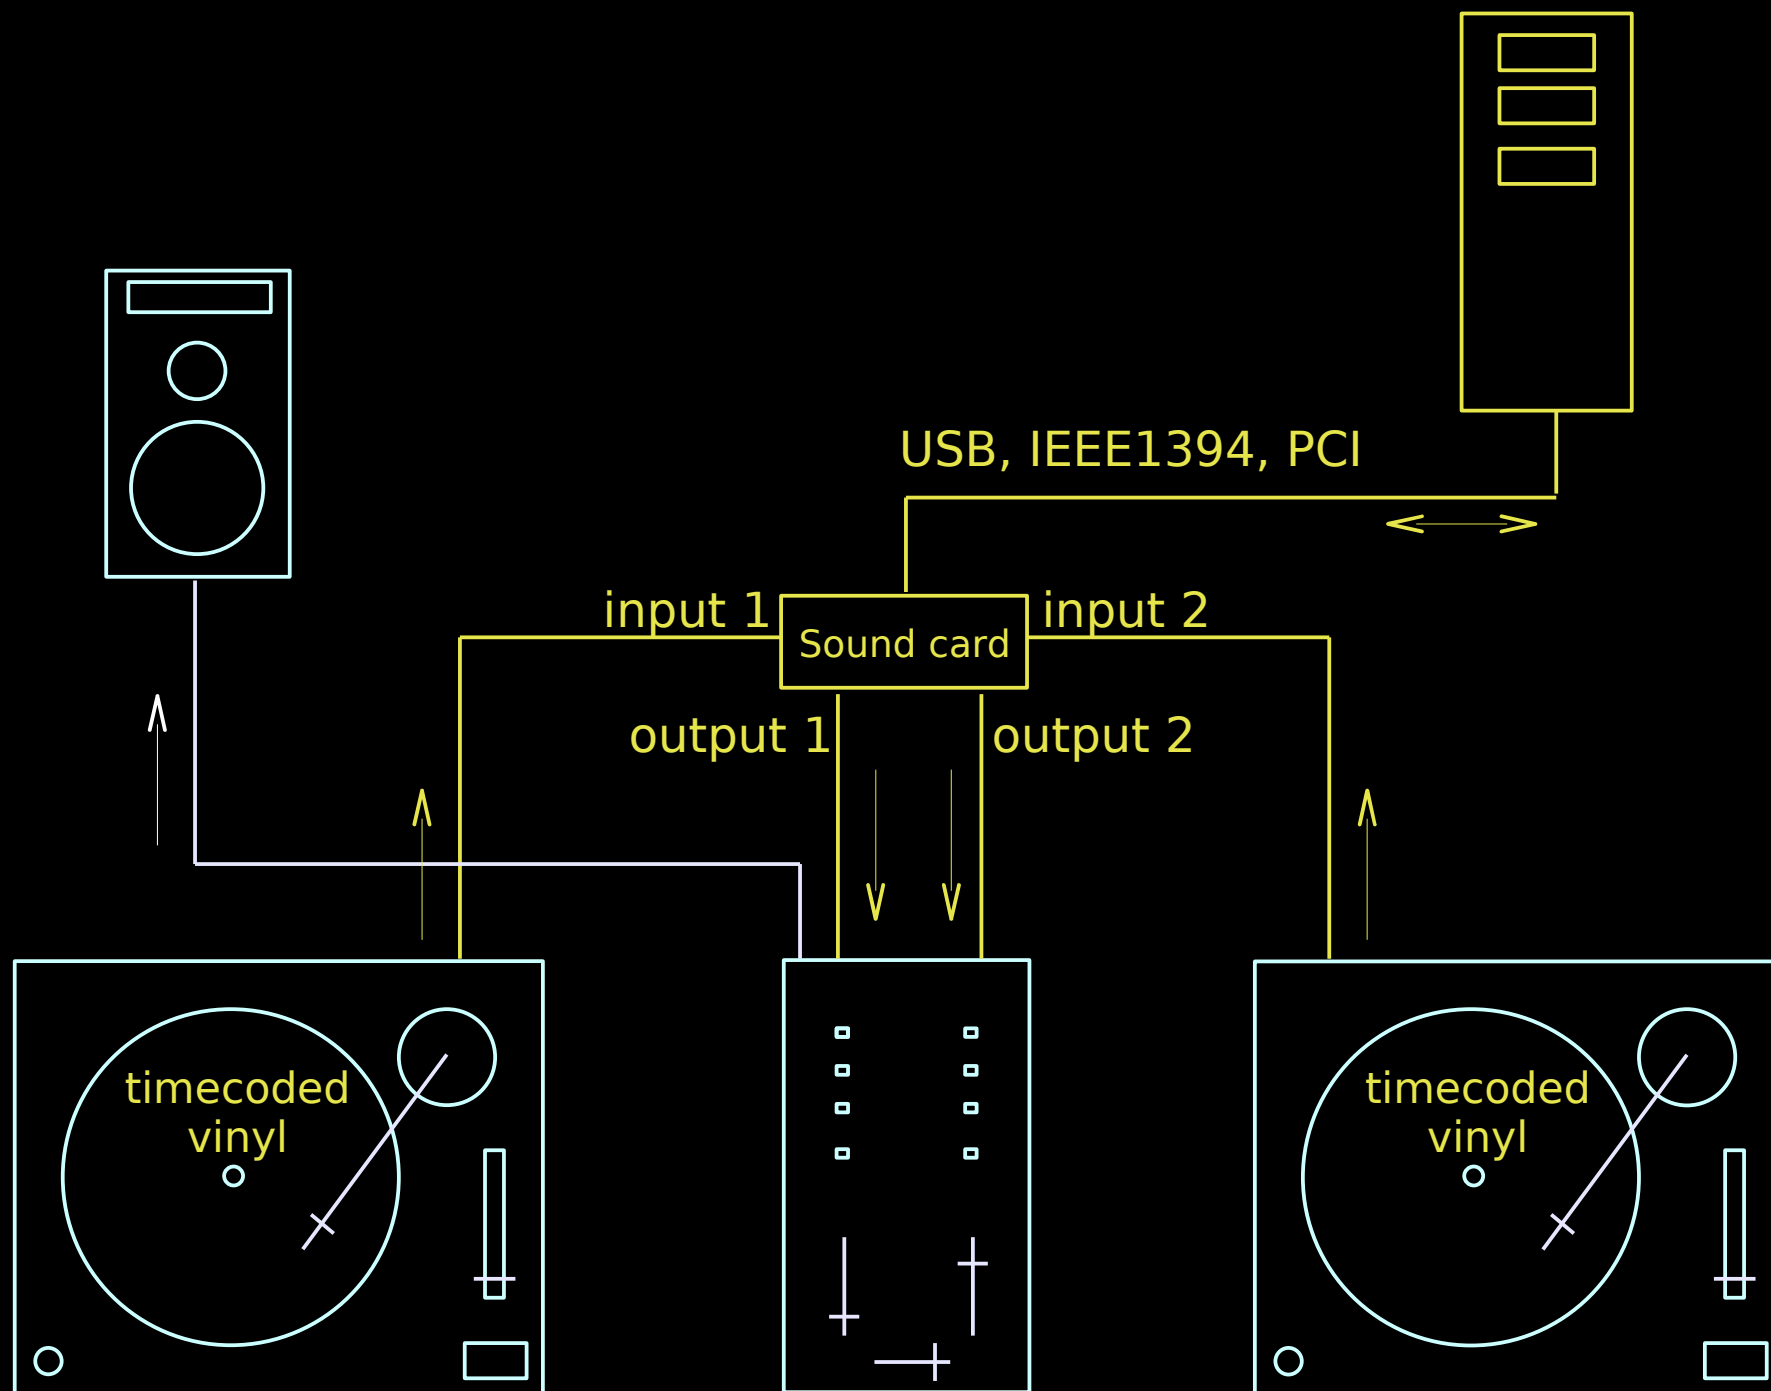 USB, IEEE1394, PCI
input 1
input 2
Sound card
output 1
output 2
timecoded
vinyl
timecoded
vinyl